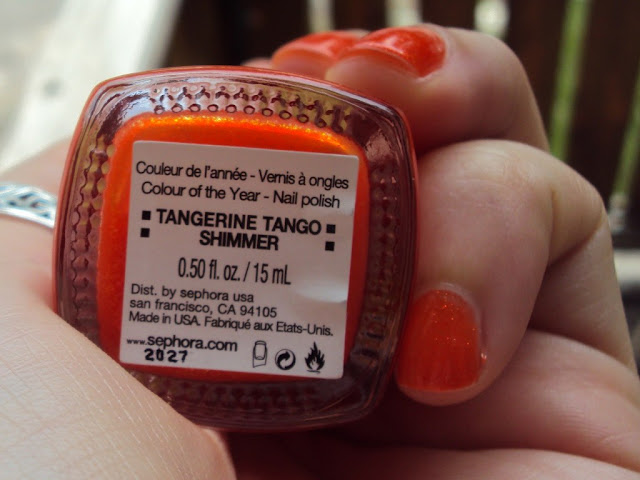 Couleur de l'année - Vernis à ongles
Colour of the Year - Nail polish
TANGERINE TANGO
SHIMMER
0.50 fl. oz. / 15 mL
Dist. by sephora usa
san francisco, CA 94105
Made in USA. Fabriqué aux Etats-Unis.
www.sephora.com
2027